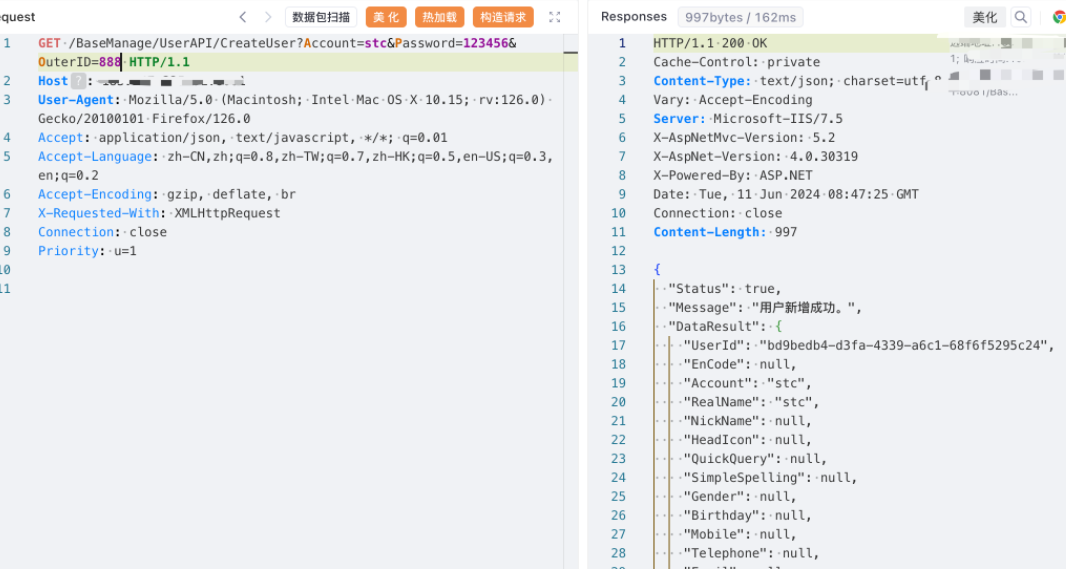 equest
数据包扫描
美 化
热加载
构造请求
1 GET /BaseManage/UserAPI/CreateUser?Account=stc&Password=123456&
OuterID=888 HTTP/1.1
2 Host ? :
3 User-Agent: Mozilla/5.0 (Macintosh; Intel Mac OS X 10.15; rv:126.0)
Gecko/20100101 Firefox/126.0
4 Accept: application/json, text/javascript, */*; q=0.01
5 Accept-Language: zh-CN,zh;q=0.8,zh-TW;q=0.7,zh-HK;q=0.5,en-US;q=0.3,
en;q=0.2
6 Accept-Encoding: gzip, deflate, br
7 X-Requested-With: XMLHttpRequest
8 Connection: close
9 Priority: u=1
10
11
Responses 997bytes / 162ms 美化
1 HTTP/1.1 200 OK
2 Cache-Control: private
3 Content-Type: text/json; charset=utf-8
4 Vary: Accept-Encoding
5 Server: Microsoft-IIS/7.5
6 X-AspNetMvc-Version: 5.2
7 X-AspNet-Version: 4.0.30319
8 X-Powered-By: ASP.NET
9 Date: Tue, 11 Jun 2024 08:47:25 GMT
10 Connection: close
11 Content-Length: 997
12
13 {
14 "Status": true,
15 "Message": "用户新增成功。",
16 "DataResult": {
17 "UserId": "bd9bedb4-d3fa-4339-a6c1-68f6f5295c24",
18 "EnCode": null,
19 "Account": "stc",
20 "RealName": "stc",
21 "NickName": null,
22 "HeadIcon": null,
23 "QuickQuery": null,
24 "SimpleSpelling": null,
25 "Gender": null,
26 "Birthday": null,
27 "Mobile": null,
28 "Telephone": null,